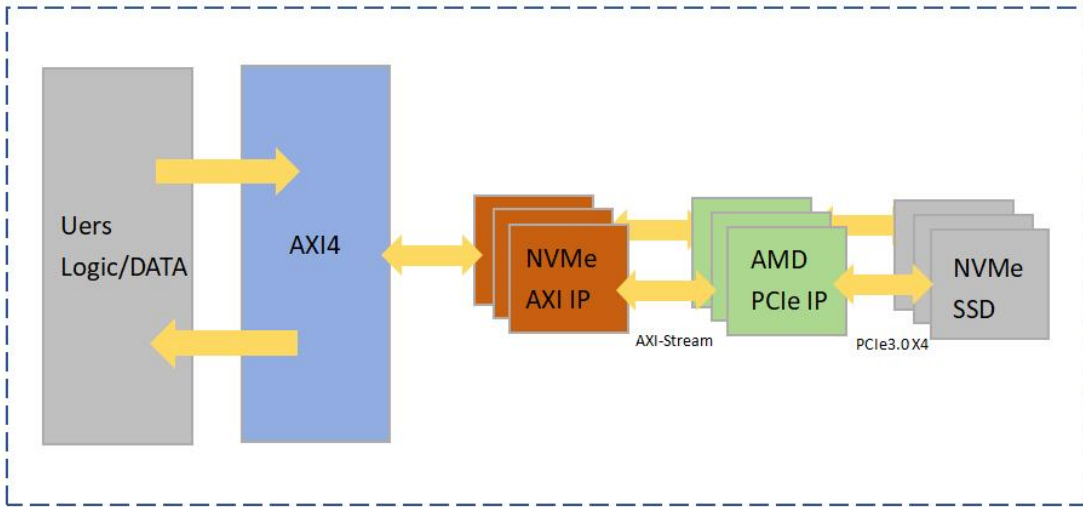 Uers
Logic/DATA
AXI4
NVMe
AXI IP
AMD
PCIe IP
NVMe
SSD
AXI-Stream
PCIe3.0 X4